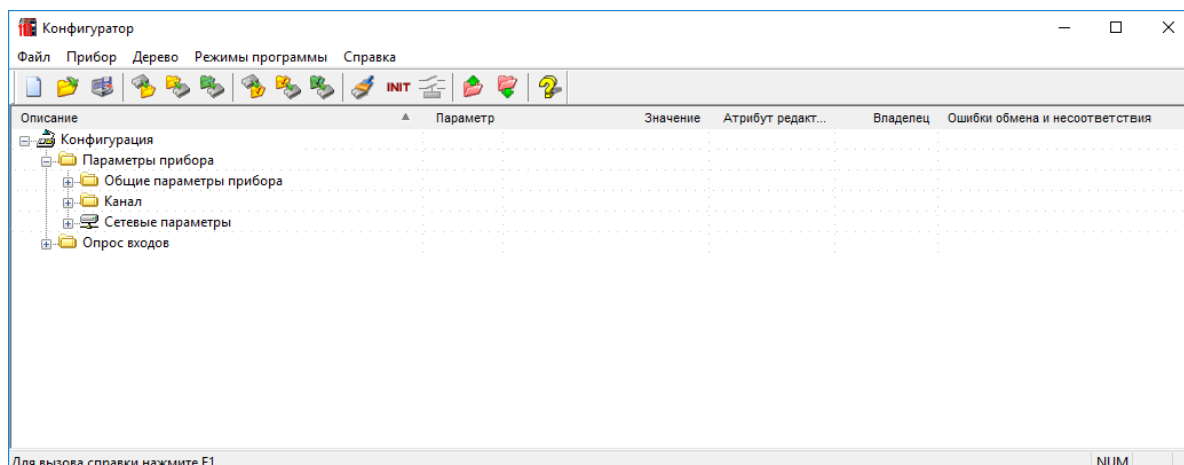 Конфигуратор
Файл Прибор Дерево Режимы программы Справка
INIT
Описание Параметр Значение Атрибут редакт... Владелец Ошибки обмена и несоответствия
Конфигурация
Параметры прибора
Общие параметры прибора
Канал
Сетевые параметры
Опрос входов
Для вызова справки нажмите F1 NUM